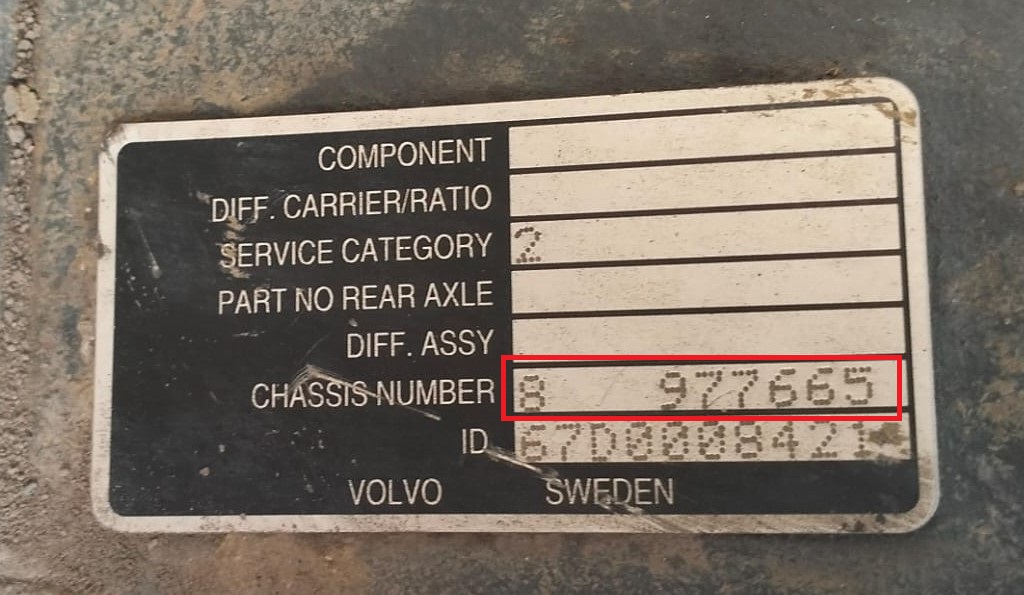 COMPONENT
DIFF. CARRIER/RATIO
SERVICE CATEGORY 2
PART NO REAR AXLE
DIFF. ASSY
CHASSIS NUMBER 8 977665
ID 67D0008421
VOLVO SWEDEN